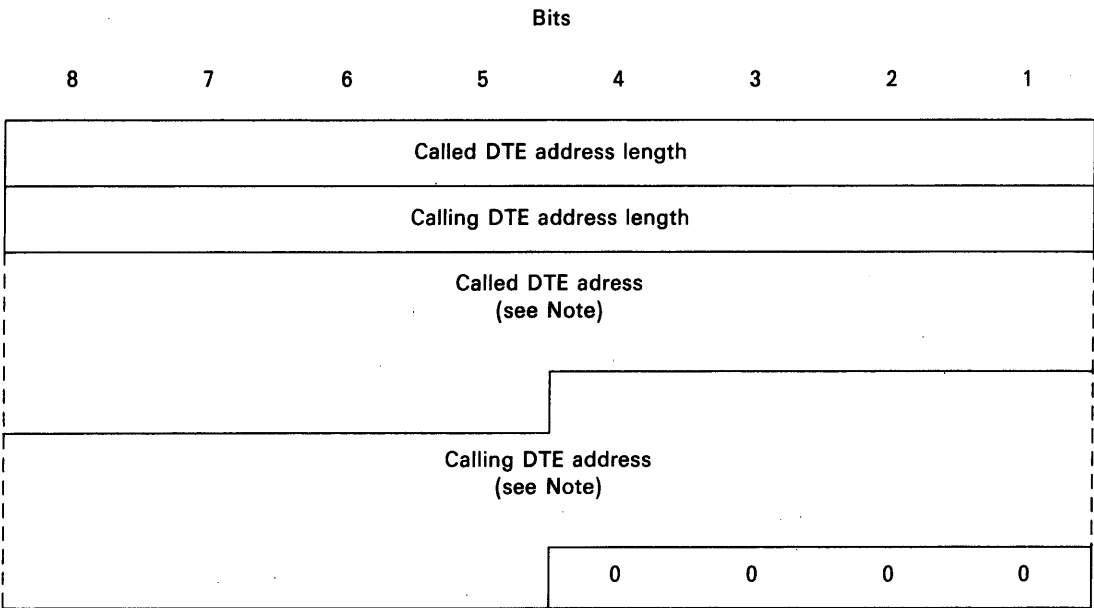 Bits
8 7 6 5 4 3 2 1
Called DTE address length
Calling DTE address length
Called DTE adress
(see Note)
Calling DTE address
(see Note)
0 0 0 0